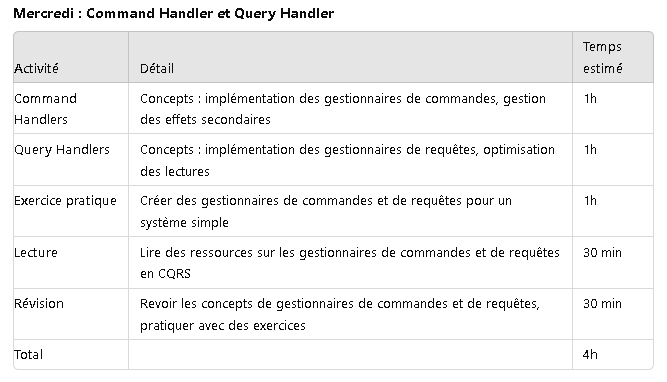 Mercredi : Command Handler et Query Handler
Temps
Activité Détail estimé
Command Concepts : implémentation des gestionnaires de commandes, gestion 1h
Handlers des effets secondaires
Query Handlers Concepts : implémentation des gestionnaires de requêtes, optimisation 1h
des lectures
Exercice pratique Créer des gestionnaires de commandes et de requêtes pour un 1h
système simple
Lecture Lire des ressources sur les gestionnaires de commandes et de requêtes 30 min
en CQRS
Révision Revoir les concepts de gestionnaires de commandes et de requêtes, 30 min
pratiquer avec des exercices
Total 4h